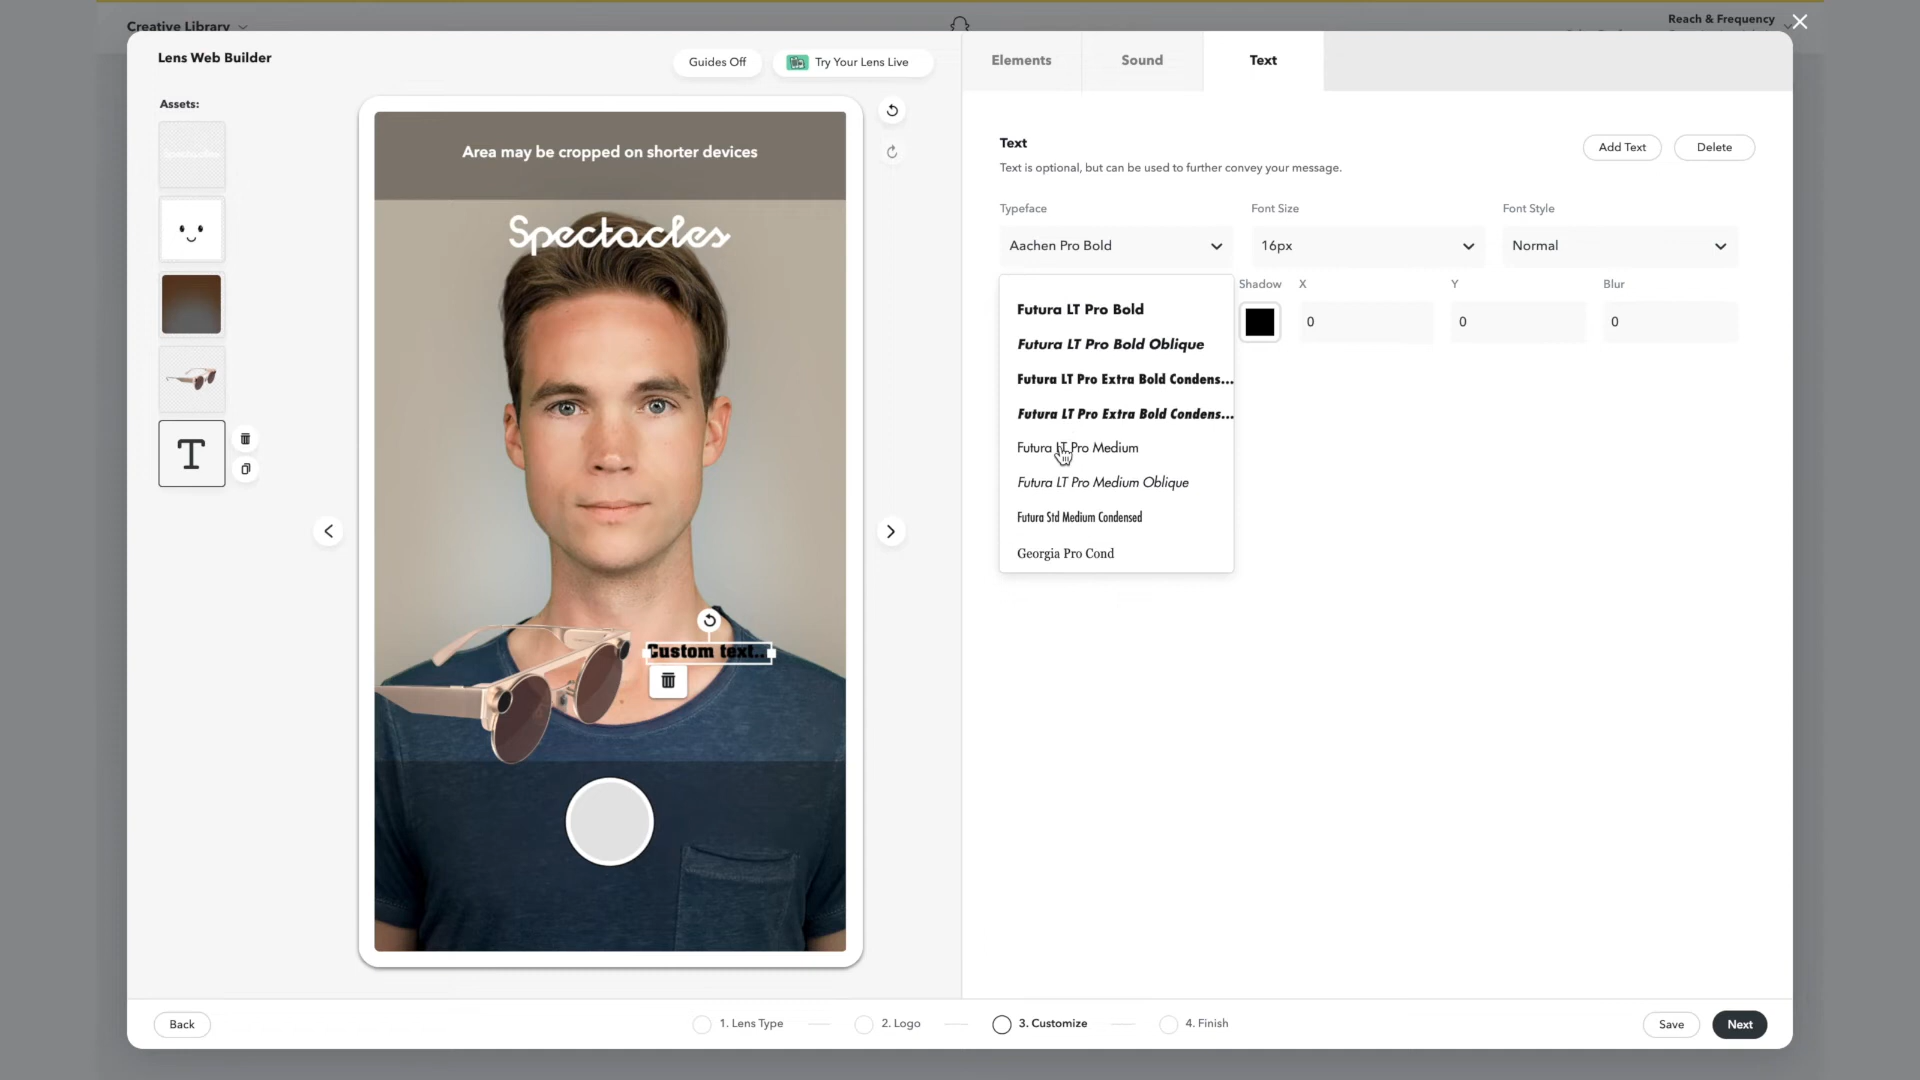 Creative Library
Reach & Frequency
Lens Web Builder
Guides Off
Try Your Lens Live
Elements
Sound
Text
Assets:
Spectacles
T
Area may be cropped on shorter devices
Spectacles
Custom text...
Text
Text is optional, but can be used to further convey your message.
Add Text
Delete
Typeface
Font Size
Font Style
Aachen Pro Bold
16px
Normal
Shadow
X
Y
Blur
0
0
0
Futura LT Pro Bold
Futura LT Pro Bold Oblique
Futura LT Pro Extra Bold Condens...
Futura LT Pro Extra Bold Condens...
Futura LT Pro Medium
Futura LT Pro Medium Oblique
Futura Std Medium Condensed
Georgia Pro Cond
Back
1. Lens Type
2. Logo
3. Customize
4. Finish
Save
Next